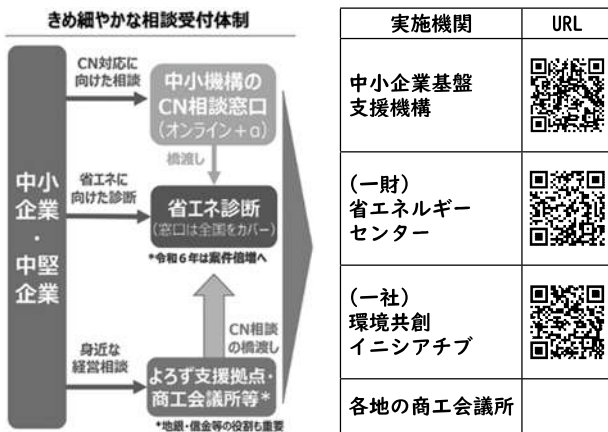 きめ細やかな相談受付体制
中小
企業
・
中堅
企業
CN対応に
向けた相談
中小機構の
CN相談窓口
(オンライン+α)
橋渡し
省エネに
向けた診断
省エネ診断
(窓口は全国をカバー)
*令和6年は案件倍増へ
CN相談
の橋渡し
身近な
経営相談
よろず支援拠点・
商工会議所等*
*地銀・信金等の役割も重要
実施機関 URL
中小企業基盤
支援機構
(一財)
省エネルギー
センター
(一社)
環境共創
イニシアチブ
各地の商工会議所